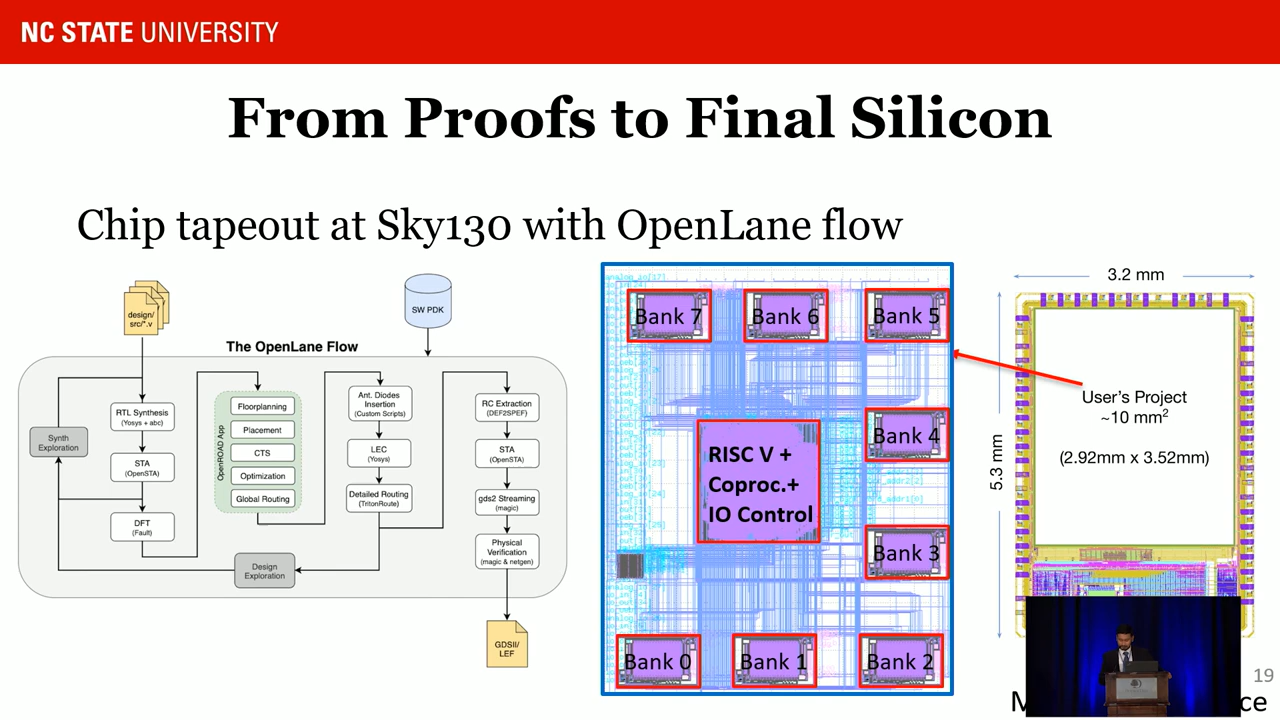 NC STATE UNIVERSITY
From Proofs to Final Silicon
Chip tapeout at Sky130 with OpenLane flow
design/
src/*.v
SW PDK
The OpenLane Flow
Synth
Exploration
RTL Synthesis
(Yosys + abc)
STA
(OpenSTA)
DFT
(Fault)
OpenROAD App
Floorplanning
Placement
CTS
Optimization
Global Routing
Ant. Diodes
Insertion
(Custom Scripts)
LEC
(Yosys)
Detailed Routing
(TritonRoute)
Design
Exploration
RC Extraction
(DEF2SPEF)
STA
(OpenSTA)
gds2 Streaming
(magic)
Physical
Verification
(magic & netgen)
GDSII/
LEF
Bank 7
Bank 6
Bank 5
Bank 4
RISC V +
Coproc.+
IO Control
Bank 3
Bank 0
Bank 1
Bank 2
3.2 mm
5.3 mm
User's Project
~10 mm²
(2.92mm x 3.52mm)
19